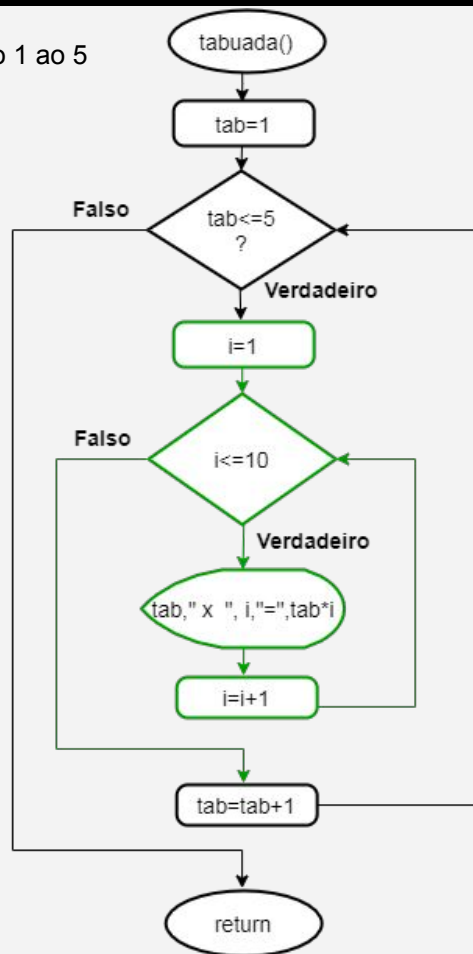 o 1 ao 5
tabuada()
tab=1
Falso
tab<=5
?
Verdadeiro
i=1
Falso
i<=10
Verdadeiro
tab," x  ", i,"=",tab*i
i=i+1
tab=tab+1
return